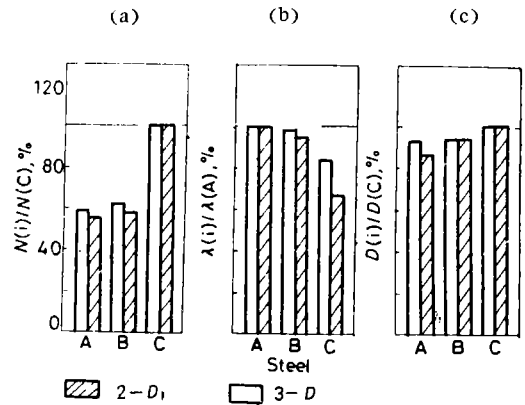 (a) (b) (c)
N(i)/N(C),%
120
80
40
0
A B C
λ(i)/λ(A),%
A B C
D(i)/D(C),%
A B C
Steel
2-D, 3-D